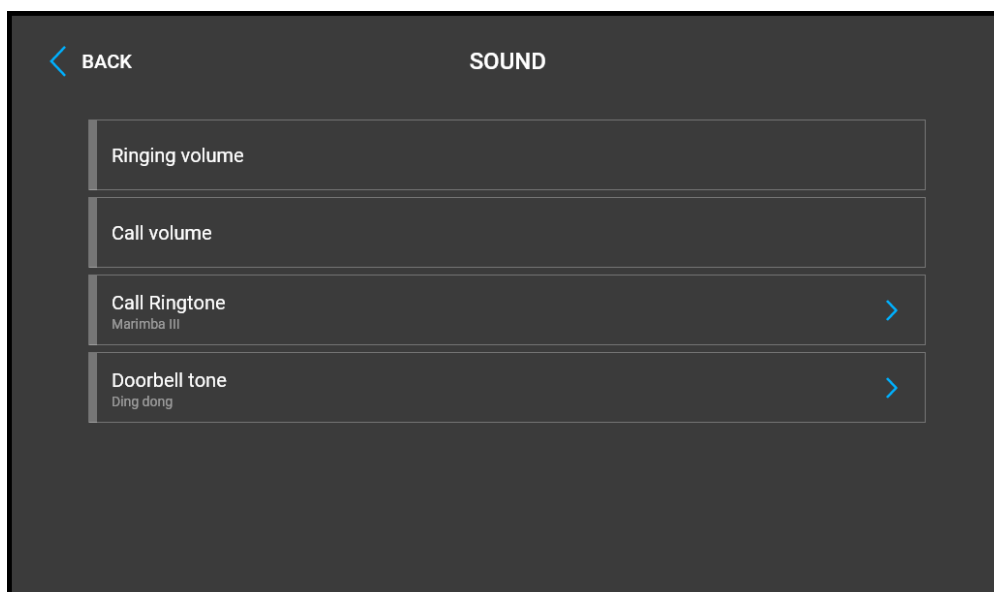 BACK
SOUND
Ringing volume
Call volume
Call Ringtone
Marimba III
Doorbell tone
Ding dong